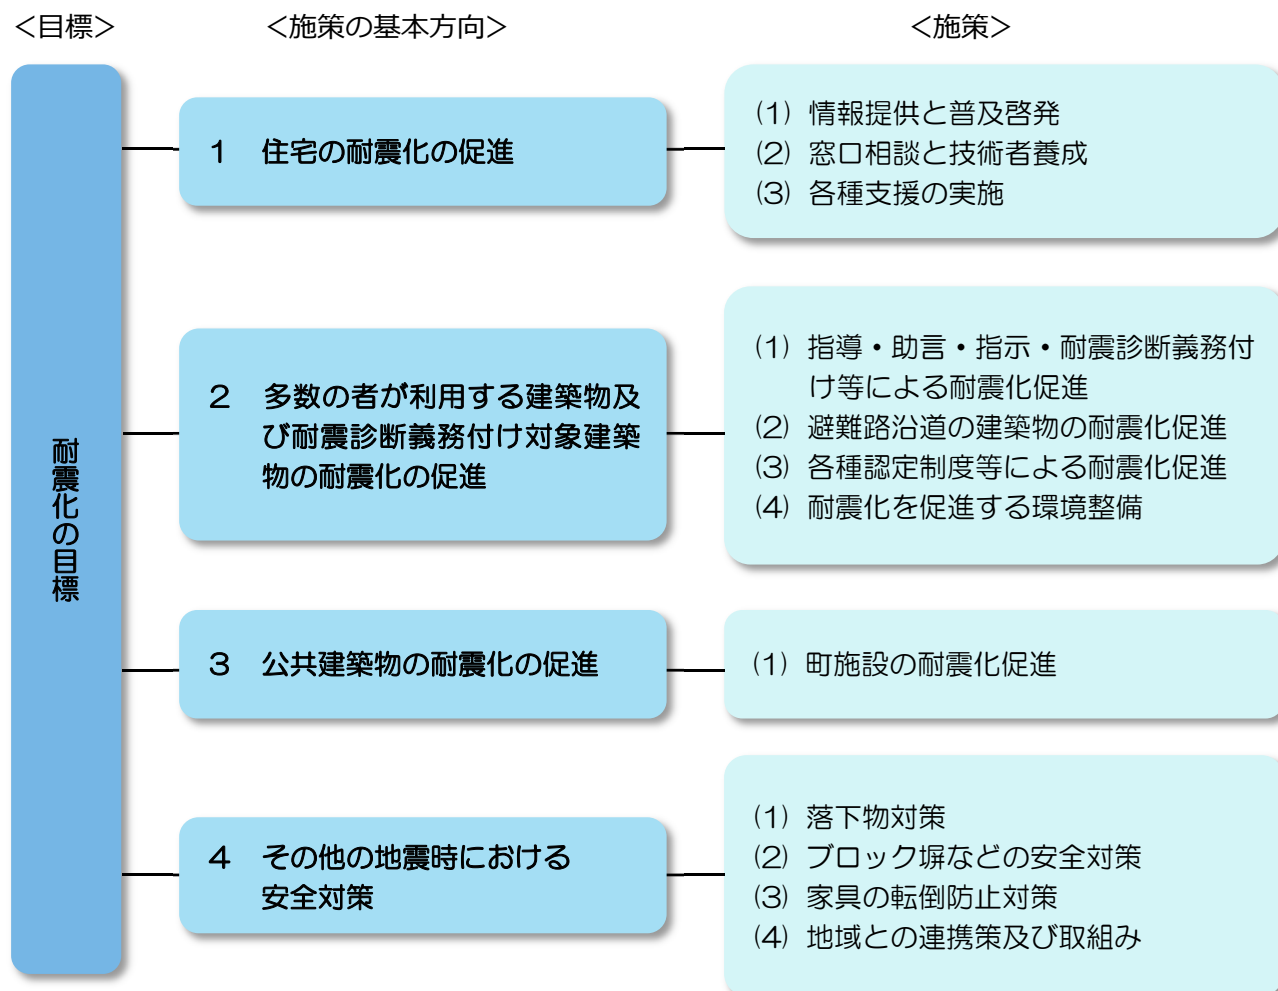 ＜目標＞
＜施策の基本方向＞
＜施策＞
耐震化の目標
1 住宅の耐震化の促進
(1) 情報提供と普及啓発
(2) 窓口相談と技術者養成
(3) 各種支援の実施
2 多数の者が利用する建築物及
び耐震診断義務付け対象建築
物の耐震化の促進
(1) 指導・助言・指示・耐震診断義務付
け等による耐震化促進
(2) 避難路沿道の建築物の耐震化促進
(3) 各種認定制度等による耐震化促進
(4) 耐震化を促進する環境整備
3 公共建築物の耐震化の促進
(1) 町施設の耐震化促進
4 その他の地震時における
安全対策
(1) 落下物対策
(2) ブロック塀などの安全対策
(3) 家具の転倒防止対策
(4) 地域との連携策及び取組み